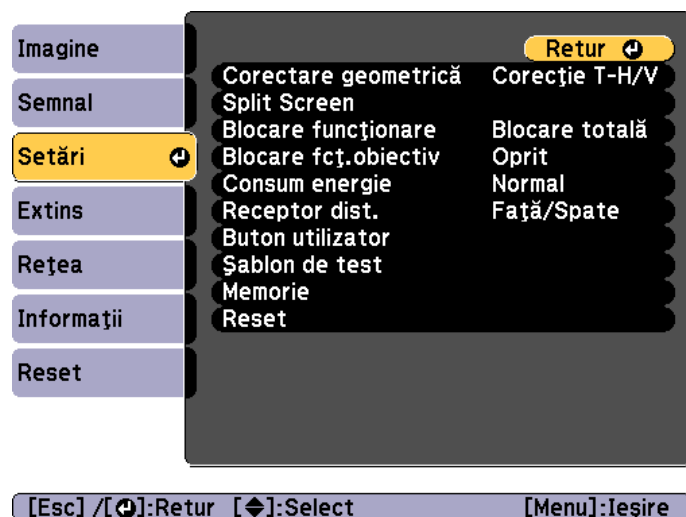 Imagine
Semnal
Setări
Extins
Reţea
Informaţii
Reset
Retur
Corectare geometrică Corecţie T-H/V
Split Screen
Blocare funcţionare Blocare totală
Blocare fcţ.obiectiv Oprit
Consum energie Normal
Receptor dist. Faţă/Spate
Buton utilizator
Şablon de test
Memorie
Reset
[Esc] /[⏎]:Retur [◆]:Select [Menu]:Ieşire